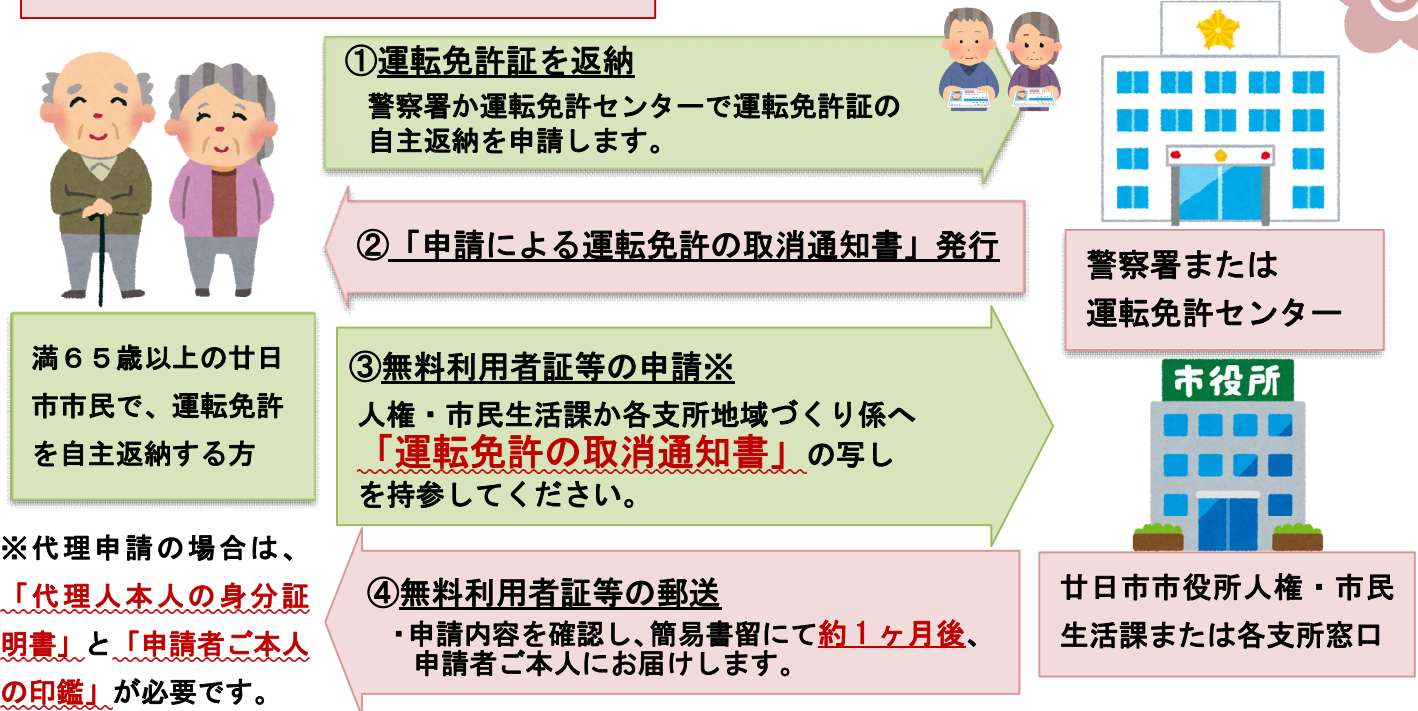 ①運転免許証を返納
警察署か運転免許センターで運転免許証の
自主返納を申請します。
②「申請による運転免許の取消通知書」発行
警察署または
運転免許センター
満６５歳以上の廿日
市市民で、運転免許
を自主返納する方
③無料利用者証等の申請※
人権・市民生活課か各支所地域づくり係へ
「運転免許の取消通知書」の写し
を持参してください。
市役所
※代理申請の場合は、
「代理人本人の身分証
明書」と「申請者ご本人
の印鑑」が必要です。
④無料利用者証等の郵送
・申請内容を確認し、簡易書留にて約１ヶ月後、
申請者ご本人にお届けします。
廿日市市役所人権・市民
生活課または各支所窓口